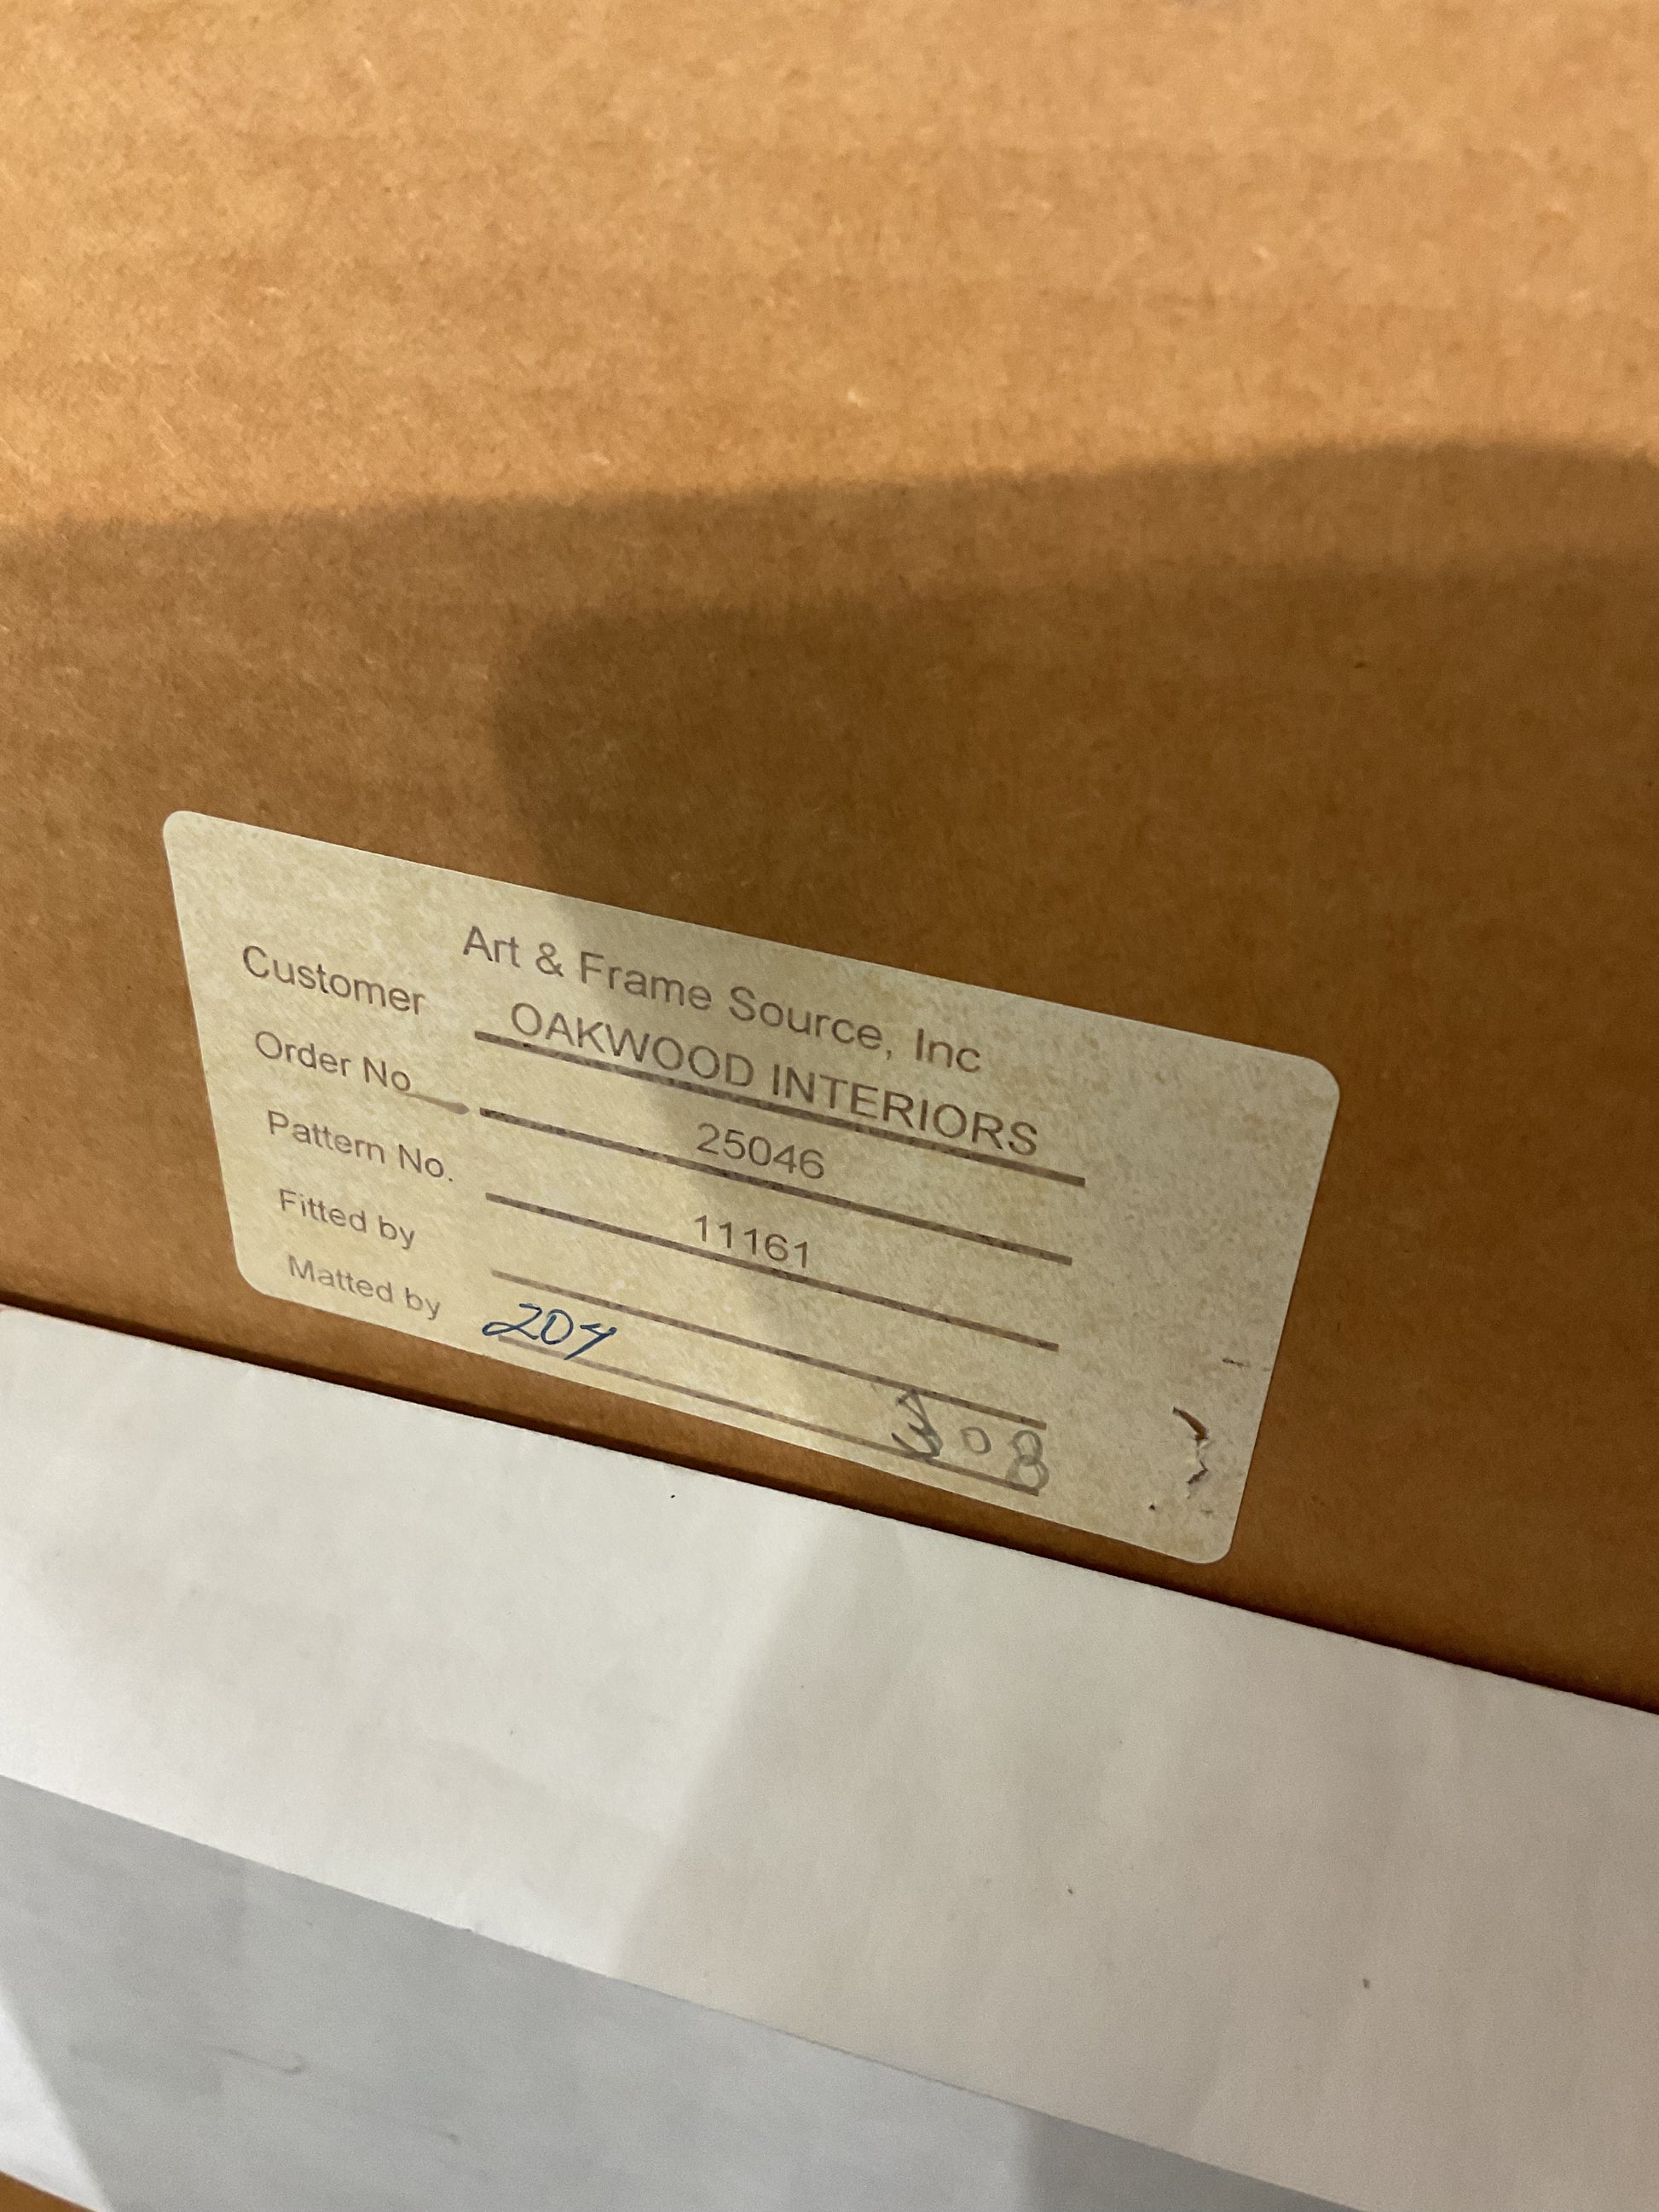 Art & Frame Source, Inc
Customer OAKWOOD INTERIORS
Order No 25046
Pattern No. 11161
Fitted by 204
Matted by 308